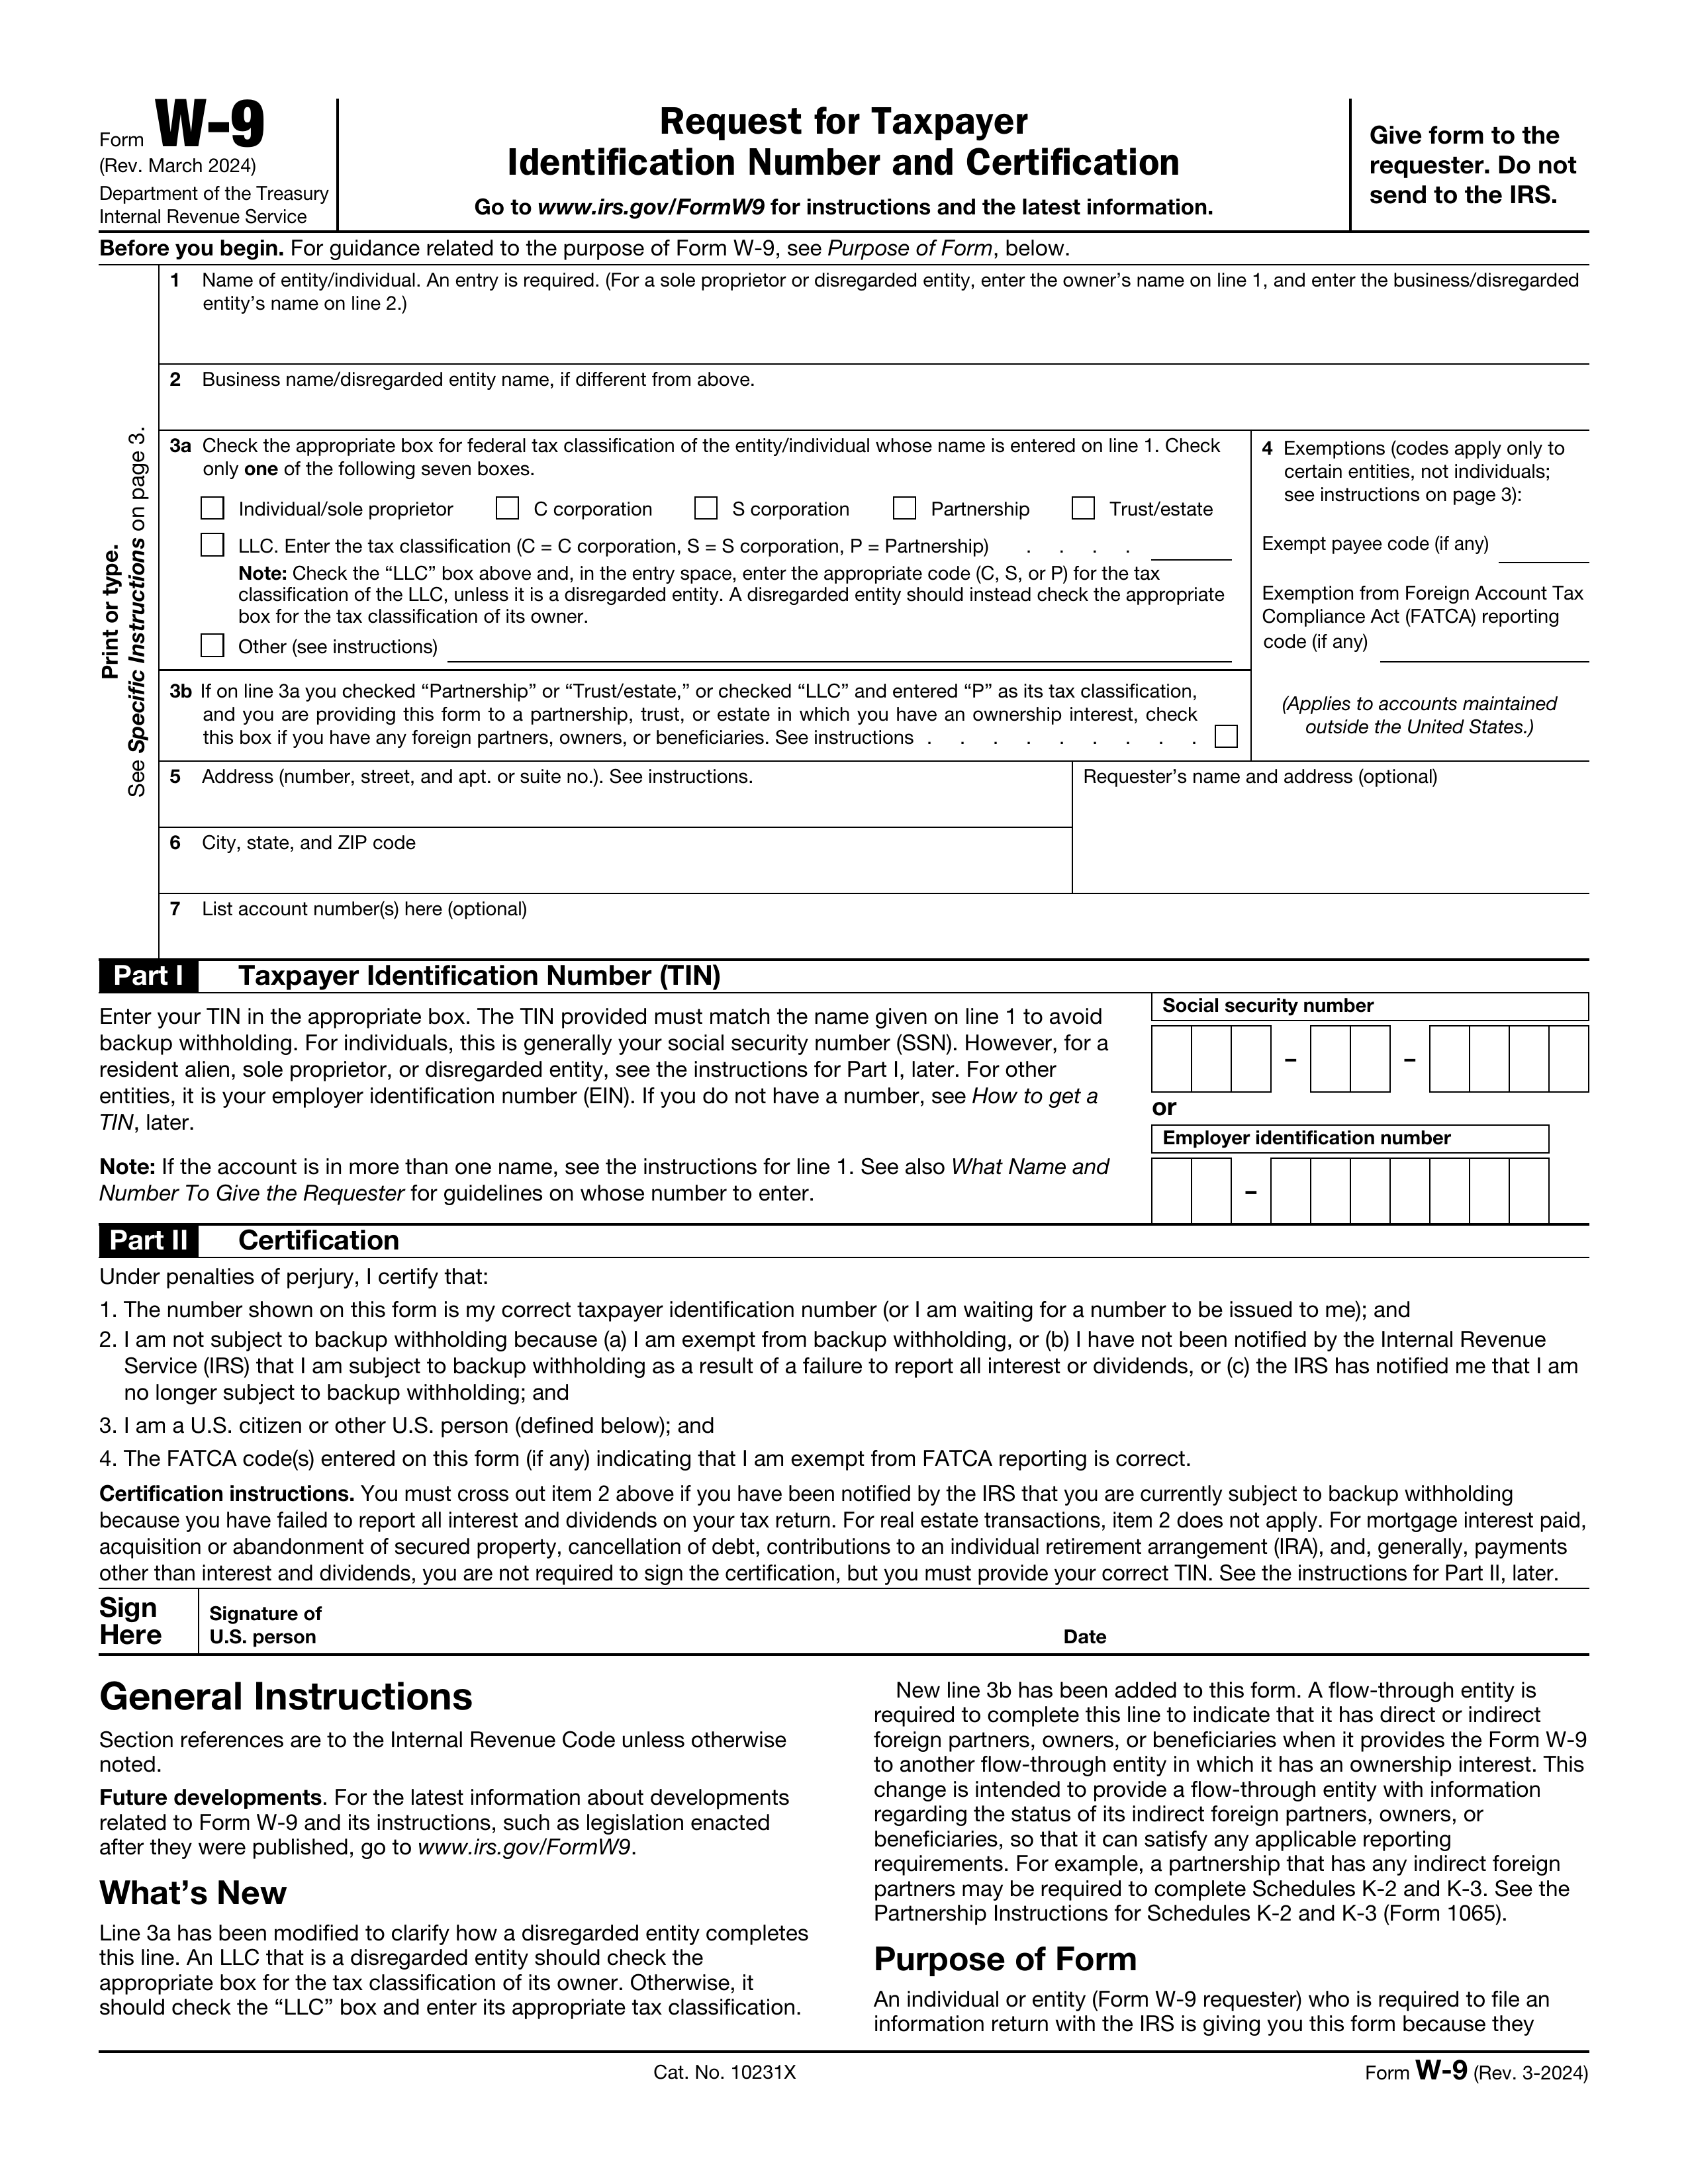 Form W-9
(Rev. March 2024)
Department of the Treasury
Internal Revenue Service
Request for Taxpayer
Identification Number and Certification
Go to www.irs.gov/FormW9 for instructions and the latest information.
Give form to the
requester. Do not
send to the IRS.
Before you begin. For guidance related to the purpose of Form W-9, see Purpose of Form, below.
Print or type.
See Specific Instructions on page 3.
1 Name of entity/individual. An entry is required. (For a sole proprietor or disregarded entity, enter the owner’s name on line 1, and enter the business/disregarded
entity’s name on line 2.)
2 Business name/disregarded entity name, if different from above.
3a Check the appropriate box for federal tax classification of the entity/individual whose name is entered on line 1. Check
only one of the following seven boxes.
Individual/sole proprietor C corporation S corporation Partnership Trust/estate
LLC. Enter the tax classification (C = C corporation, S = S corporation, P = Partnership) . . . .
Note: Check the “LLC” box above and, in the entry space, enter the appropriate code (C, S, or P) for the tax
classification of the LLC, unless it is a disregarded entity. A disregarded entity should instead check the appropriate
box for the tax classification of its owner.
Other (see instructions)
3b If on line 3a you checked “Partnership” or “Trust/estate,” or checked “LLC” and entered “P” as its tax classification,
and you are providing this form to a partnership, trust, or estate in which you have an ownership interest, check
this box if you have any foreign partners, owners, or beneficiaries. See instructions . . . . . . . . .
4 Exemptions (codes apply only to
certain entities, not individuals;
see instructions on page 3):
Exempt payee code (if any)
Exemption from Foreign Account Tax
Compliance Act (FATCA) reporting
code (if any)
(Applies to accounts maintained
outside the United States.)
5 Address (number, street, and apt. or suite no.). See instructions.
Requester’s name and address (optional)
6 City, state, and ZIP code
7 List account number(s) here (optional)
Part I Taxpayer Identification Number (TIN)
Enter your TIN in the appropriate box. The TIN provided must match the name given on line 1 to avoid
backup withholding. For individuals, this is generally your social security number (SSN). However, for a
resident alien, sole proprietor, or disregarded entity, see the instructions for Part I, later. For other
entities, it is your employer identification number (EIN). If you do not have a number, see How to get a
TIN, later.
Note: If the account is in more than one name, see the instructions for line 1. See also What Name and
Number To Give the Requester for guidelines on whose number to enter.
Social security number
– –
or
Employer identification number
–
Part II Certification
Under penalties of perjury, I certify that:
1. The number shown on this form is my correct taxpayer identification number (or I am waiting for a number to be issued to me); and
2. I am not subject to backup withholding because (a) I am exempt from backup withholding, or (b) I have not been notified by the Internal Revenue
Service (IRS) that I am subject to backup withholding as a result of a failure to report all interest or dividends, or (c) the IRS has notified me that I am
no longer subject to backup withholding; and
3. I am a U.S. citizen or other U.S. person (defined below); and
4. The FATCA code(s) entered on this form (if any) indicating that I am exempt from FATCA reporting is correct.
Certification instructions. You must cross out item 2 above if you have been notified by the IRS that you are currently subject to backup withholding
because you have failed to report all interest and dividends on your tax return. For real estate transactions, item 2 does not apply. For mortgage interest paid,
acquisition or abandonment of secured property, cancellation of debt, contributions to an individual retirement arrangement (IRA), and, generally, payments
other than interest and dividends, you are not required to sign the certification, but you must provide your correct TIN. See the instructions for Part II, later.
Sign
Here
Signature of
U.S. person
Date
General Instructions
Section references are to the Internal Revenue Code unless otherwise
noted.
Future developments. For the latest information about developments
related to Form W-9 and its instructions, such as legislation enacted
after they were published, go to www.irs.gov/FormW9.
What’s New
Line 3a has been modified to clarify how a disregarded entity completes
this line. An LLC that is a disregarded entity should check the
appropriate box for the tax classification of its owner. Otherwise, it
should check the “LLC” box and enter its appropriate tax classification.
New line 3b has been added to this form. A flow-through entity is
required to complete this line to indicate that it has direct or indirect
foreign partners, owners, or beneficiaries when it provides the Form W-9
to another flow-through entity in which it has an ownership interest. This
change is intended to provide a flow-through entity with information
regarding the status of its indirect foreign partners, owners, or
beneficiaries, so that it can satisfy any applicable reporting
requirements. For example, a partnership that has any indirect foreign
partners may be required to complete Schedules K-2 and K-3. See the
Partnership Instructions for Schedules K-2 and K-3 (Form 1065).
Purpose of Form
An individual or entity (Form W-9 requester) who is required to file an
information return with the IRS is giving you this form because they
Cat. No. 10231X
Form W-9 (Rev. 3-2024)